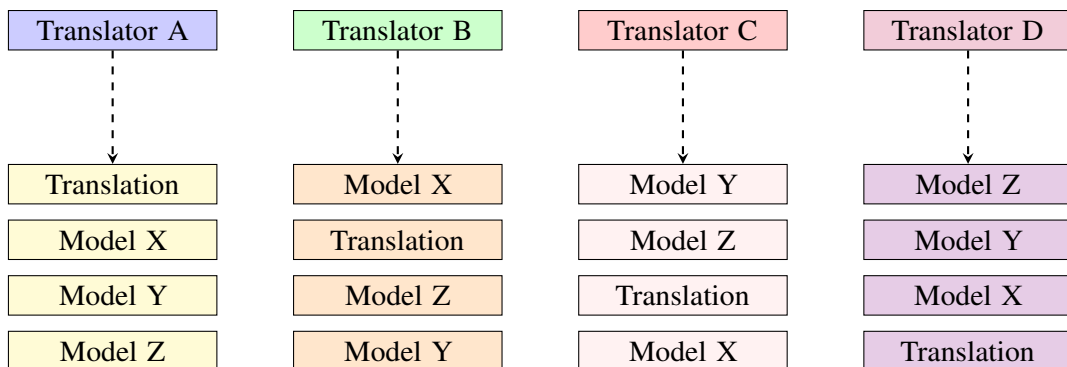 Translator A
Translator B
Translator C
Translator D
Translation
Model X
Model Y
Model Z
Model X
Translation
Model Z
Model Y
Model Y
Model Z
Translation
Model X
Model Z
Model Y
Model X
Translation